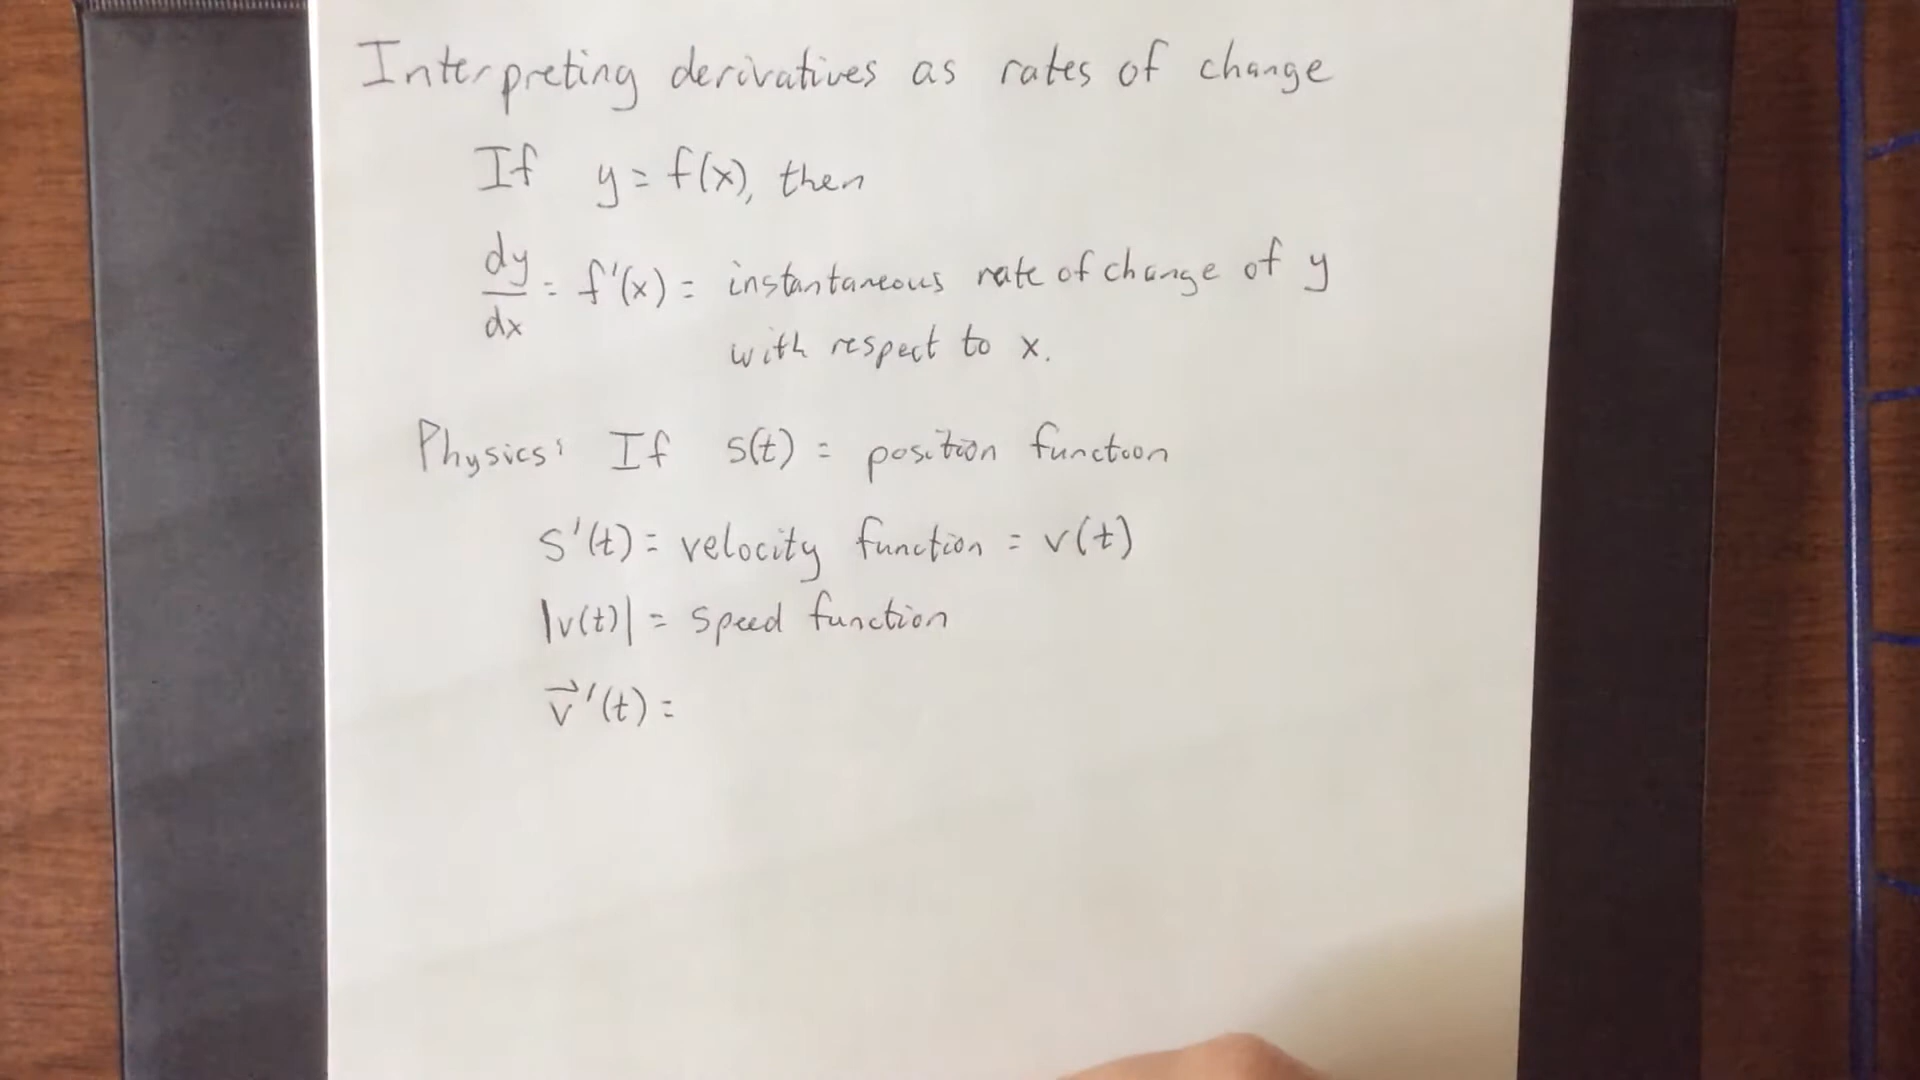 Interpreting derivatives as rates of change
If y = f(x), then
dy/dx = f'(x) = instantaneous rate of change of y
with respect to x.
Physics: If s(t) = position function
s'(t) = velocity function = v(t)
|v(t)| = speed function
v⃗'(t) =